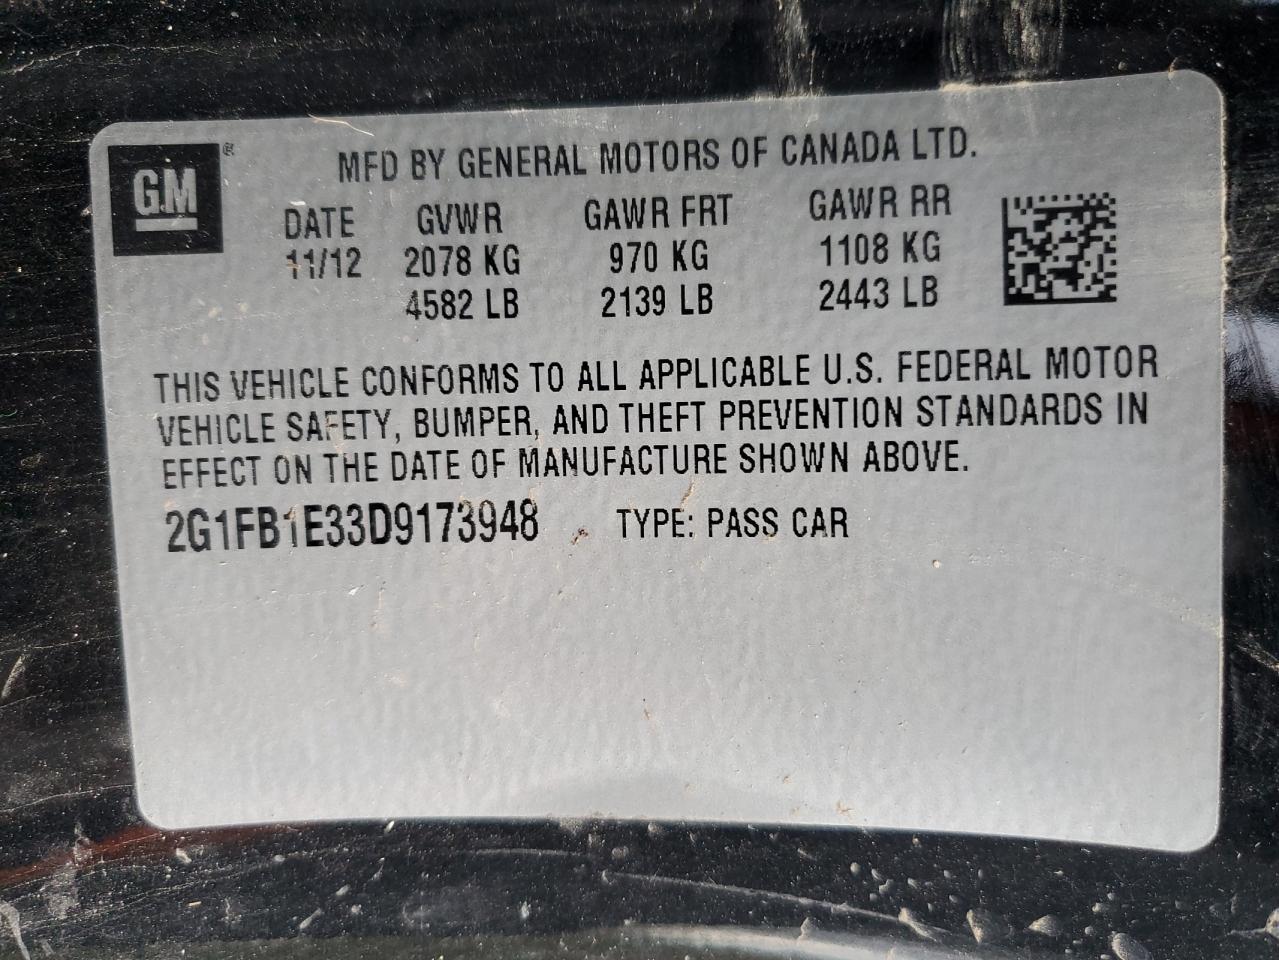 GM®
MFD BY GENERAL MOTORS OF CANADA LTD.
DATE GVWR GAWR FRT GAWR RR
11/12 2078 KG 970 KG 1108 KG
4582 LB 2139 LB 2443 LB
THIS VEHICLE CONFORMS TO ALL APPLICABLE U.S. FEDERAL MOTOR
VEHICLE SAFETY, BUMPER, AND THEFT PREVENTION STANDARDS IN
EFFECT ON THE DATE OF MANUFACTURE SHOWN ABOVE.
2G1FB1E33D9173948 TYPE: PASS CAR